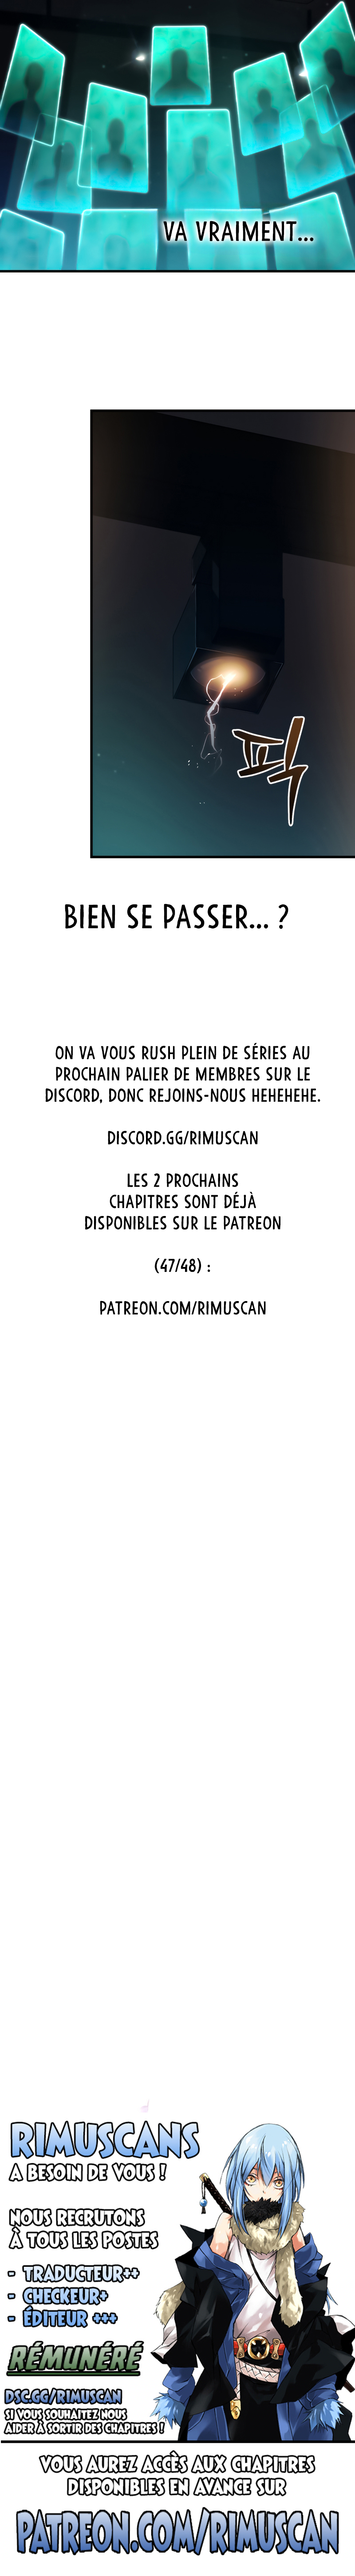 VA VRAIMENT...
퍽
BIEN SE PASSER... ?
ON VA VOUS RUSH PLEIN DE SÉRIES AU
PROCHAIN PALIER DE MEMBRES SUR LE
DISCORD, DONC REJOINS-NOUS HEHEHEHE.
DISCORD.GG/RIMUSCAN
LES 2 PROCHAINS
CHAPITRES SONT DÉJÀ
DISPONIBLES SUR LE PATREON
(47/48) :
PATREON.COM/RIMUSCAN
RIMUSCANS
A BESOIN DE VOUS !
NOUS RECRUTONS
À TOUS LES POSTES
- TRADUCTEUR++
- CHECKEUR+
- ÉDITEUR +++
RÉMUNÉRÉ
DSC.GG/RIMUSCAN
SI VOUS SOUHAITEZ NOUS
AIDER À SORTIR DES CHAPITRES !
VOUS AUREZ ACCÈS AUX CHAPITRES
DISPONIBLES EN AVANCE SUR
PATREON.COM/RIMUSCAN